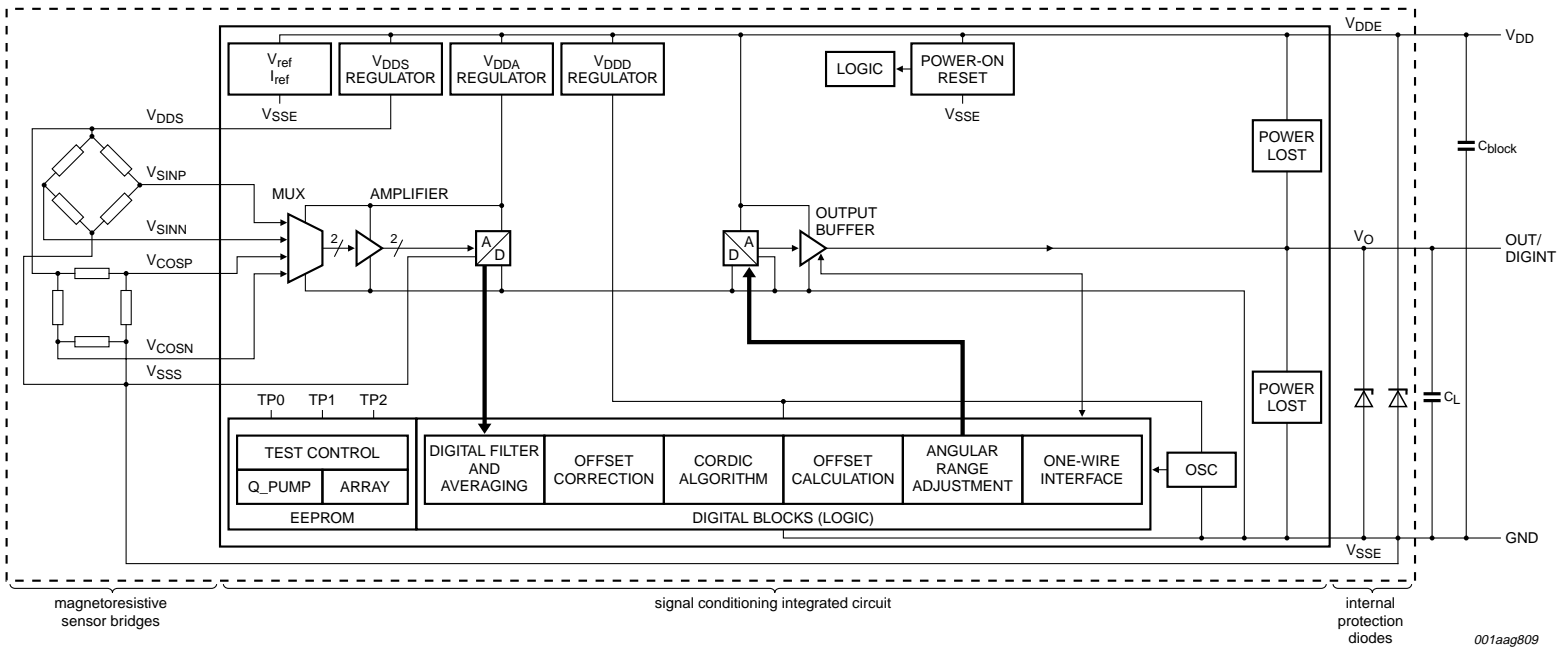 VDDE
VDD
Vref
Iref
VDDS
REGULATOR
VDDA
REGULATOR
VDDD
REGULATOR
LOGIC
POWER-ON
RESET
VSSE
VSSE
VDDS
POWER
LOST
Cblock
VSINP
MUX
AMPLIFIER
OUTPUT
BUFFER
VSINN
2
2
A
D
A
D
VO
OUT/
DIGINT
VCOSP
VCOSN
VSSS
TP0
TP1
TP2
POWER
LOST
CL
TEST CONTROL
Q_PUMP
ARRAY
EEPROM
DIGITAL FILTER
AND
AVERAGING
OFFSET
CORRECTION
CORDIC
ALGORITHM
OFFSET
CALCULATION
ANGULAR
RANGE
ADJUSTMENT
ONE-WIRE
INTERFACE
OSC
DIGITAL BLOCKS (LOGIC)
GND
VSSE
magnetoresistive
sensor bridges
signal conditioning integrated circuit
internal
protection
diodes
001aag809